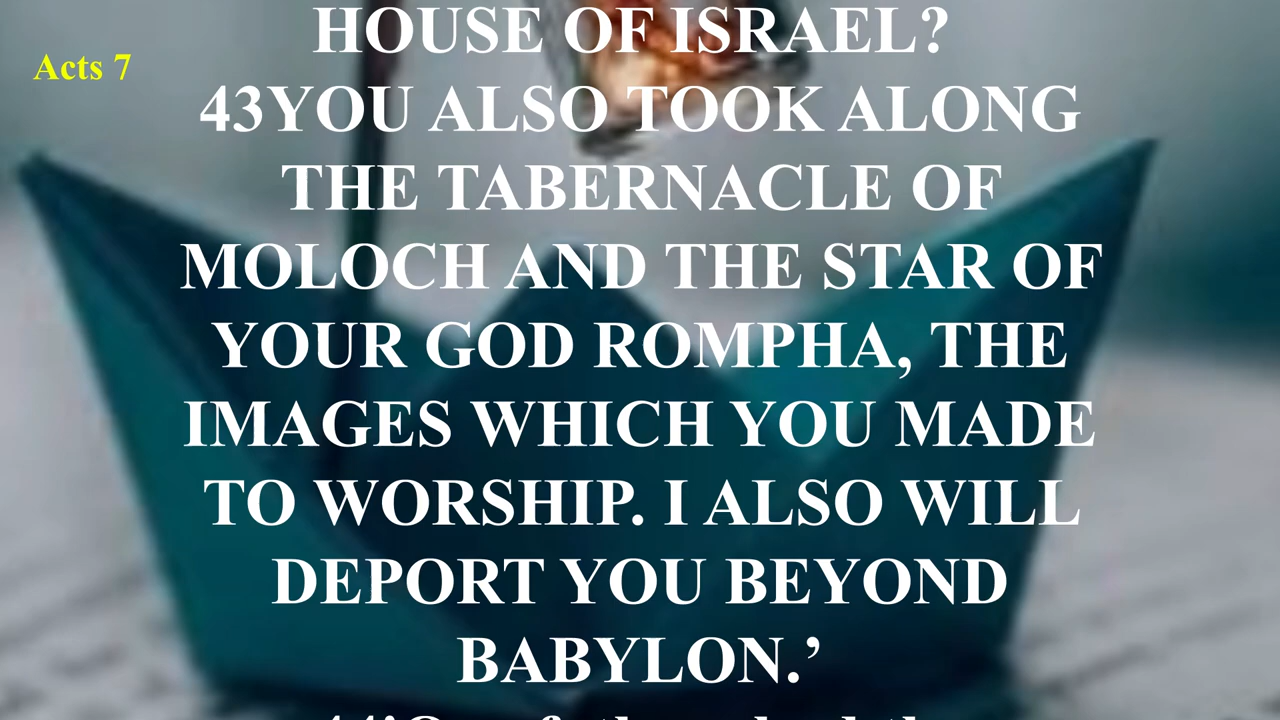 HOUSE OF ISRAEL?
Acts 7
43YOU ALSO TOOK ALONG
THE TABERNACLE OF
MOLOCH AND THE STAR OF
YOUR GOD ROMPHA, THE
IMAGES WHICH YOU MADE
TO WORSHIP. I ALSO WILL
DEPORT YOU BEYOND
BABYLON.’